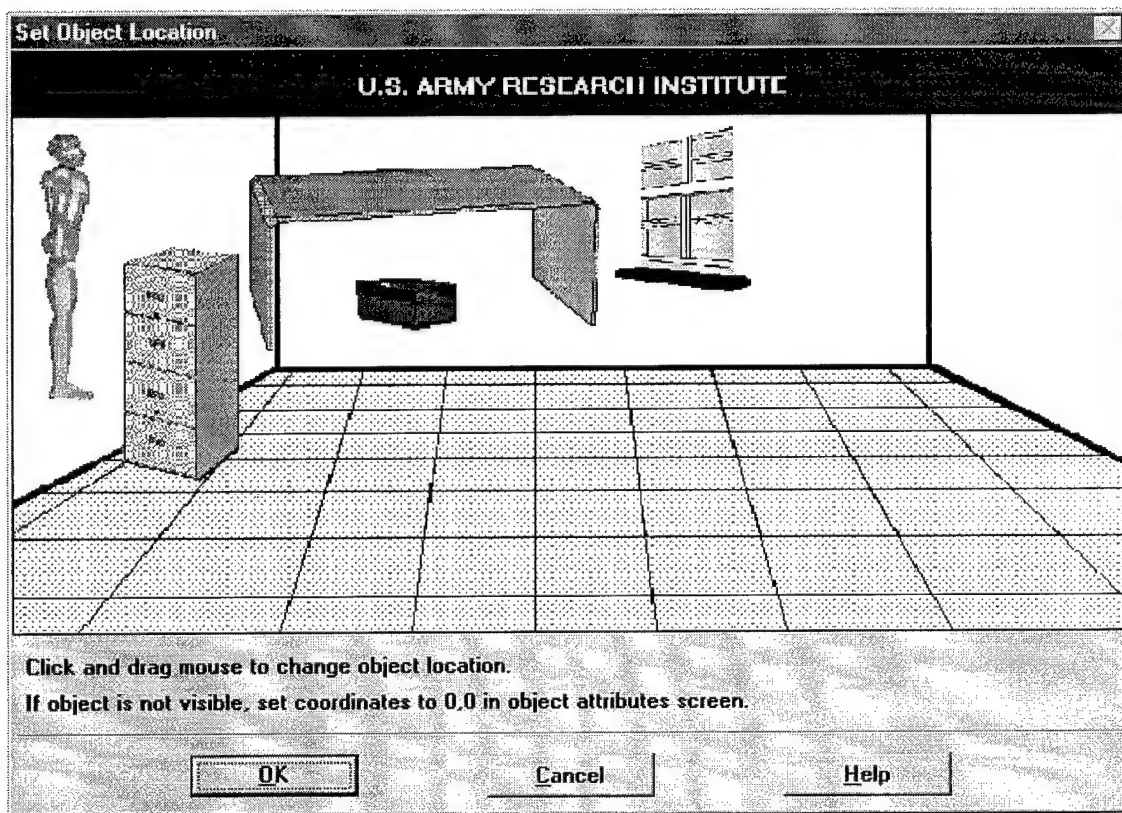 Set Object Location
U.S. ARMY RESEARCH INSTITUTE
Click and drag mouse to change object location.
If object is not visible, set coordinates to 0,0 in object attributes screen.
OK
Cancel
Help